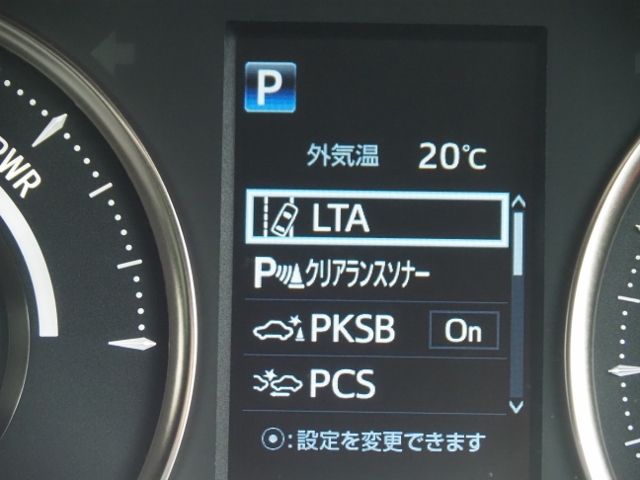 P
外気温 20℃
PWR
LTA
Pクリアランスソナー
PKSB On
PCS
⦿:設定を変更できます